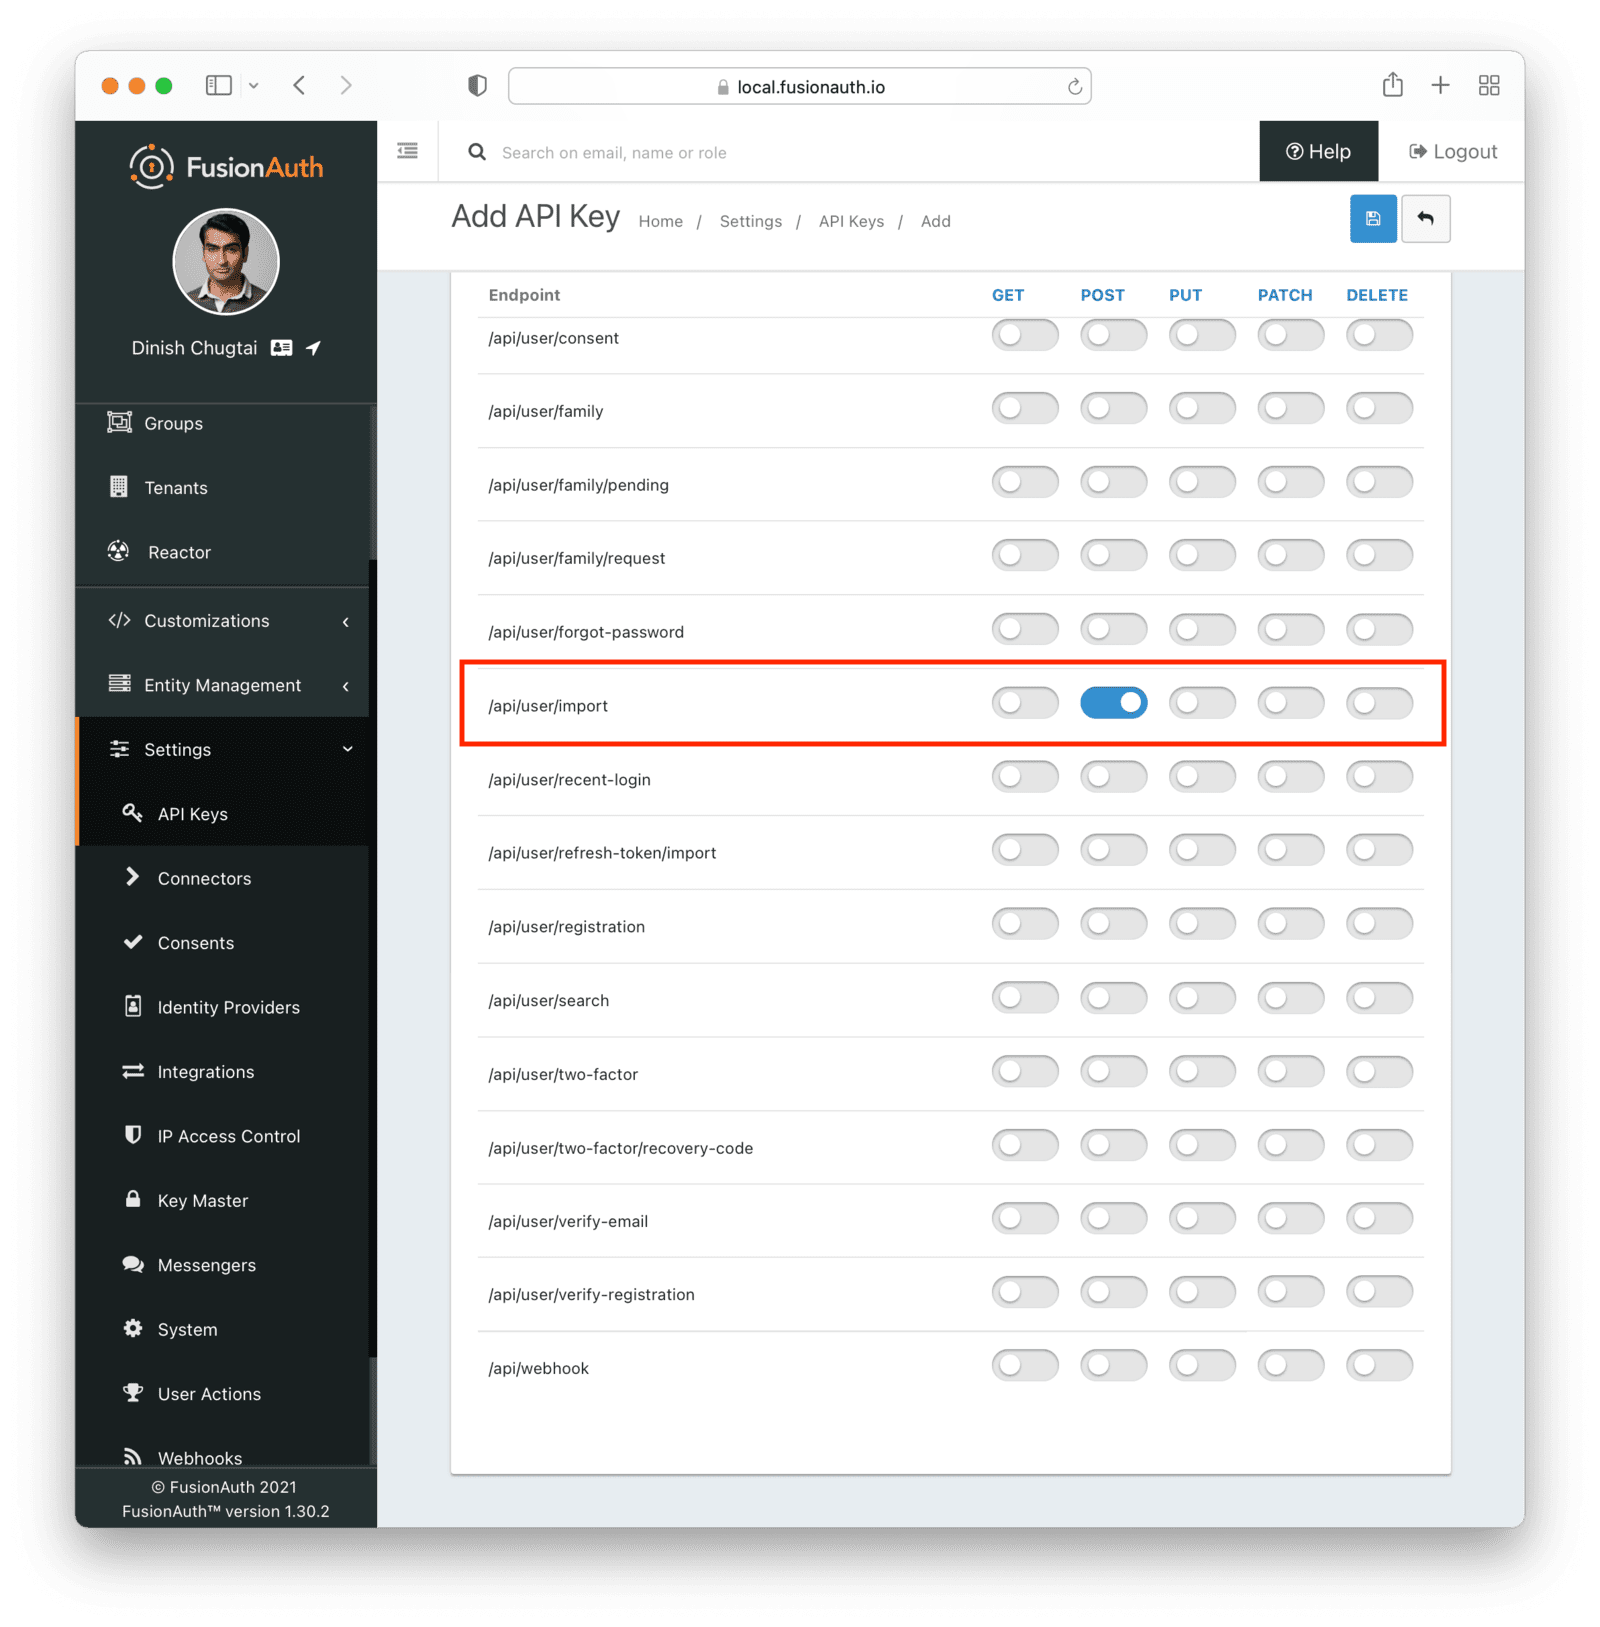 local.fusionauth.io
FusionAuth
Dinish Chugtai
Groups
Tenants
Reactor
Customizations
Entity Management
Settings
API Keys
Connectors
Consents
Identity Providers
Integrations
IP Access Control
Key Master
Messengers
System
User Actions
Webhooks
© FusionAuth 2021
FusionAuth™ version 1.30.2
Search on email, name or role
Help
Logout
Add API Key Home / Settings / API Keys / Add
Endpoint GET POST PUT PATCH DELETE
/api/user/consent
/api/user/family
/api/user/family/pending
/api/user/family/request
/api/user/forgot-password
/api/user/import
/api/user/recent-login
/api/user/refresh-token/import
/api/user/registration
/api/user/search
/api/user/two-factor
/api/user/two-factor/recovery-code
/api/user/verify-email
/api/user/verify-registration
/api/webhook